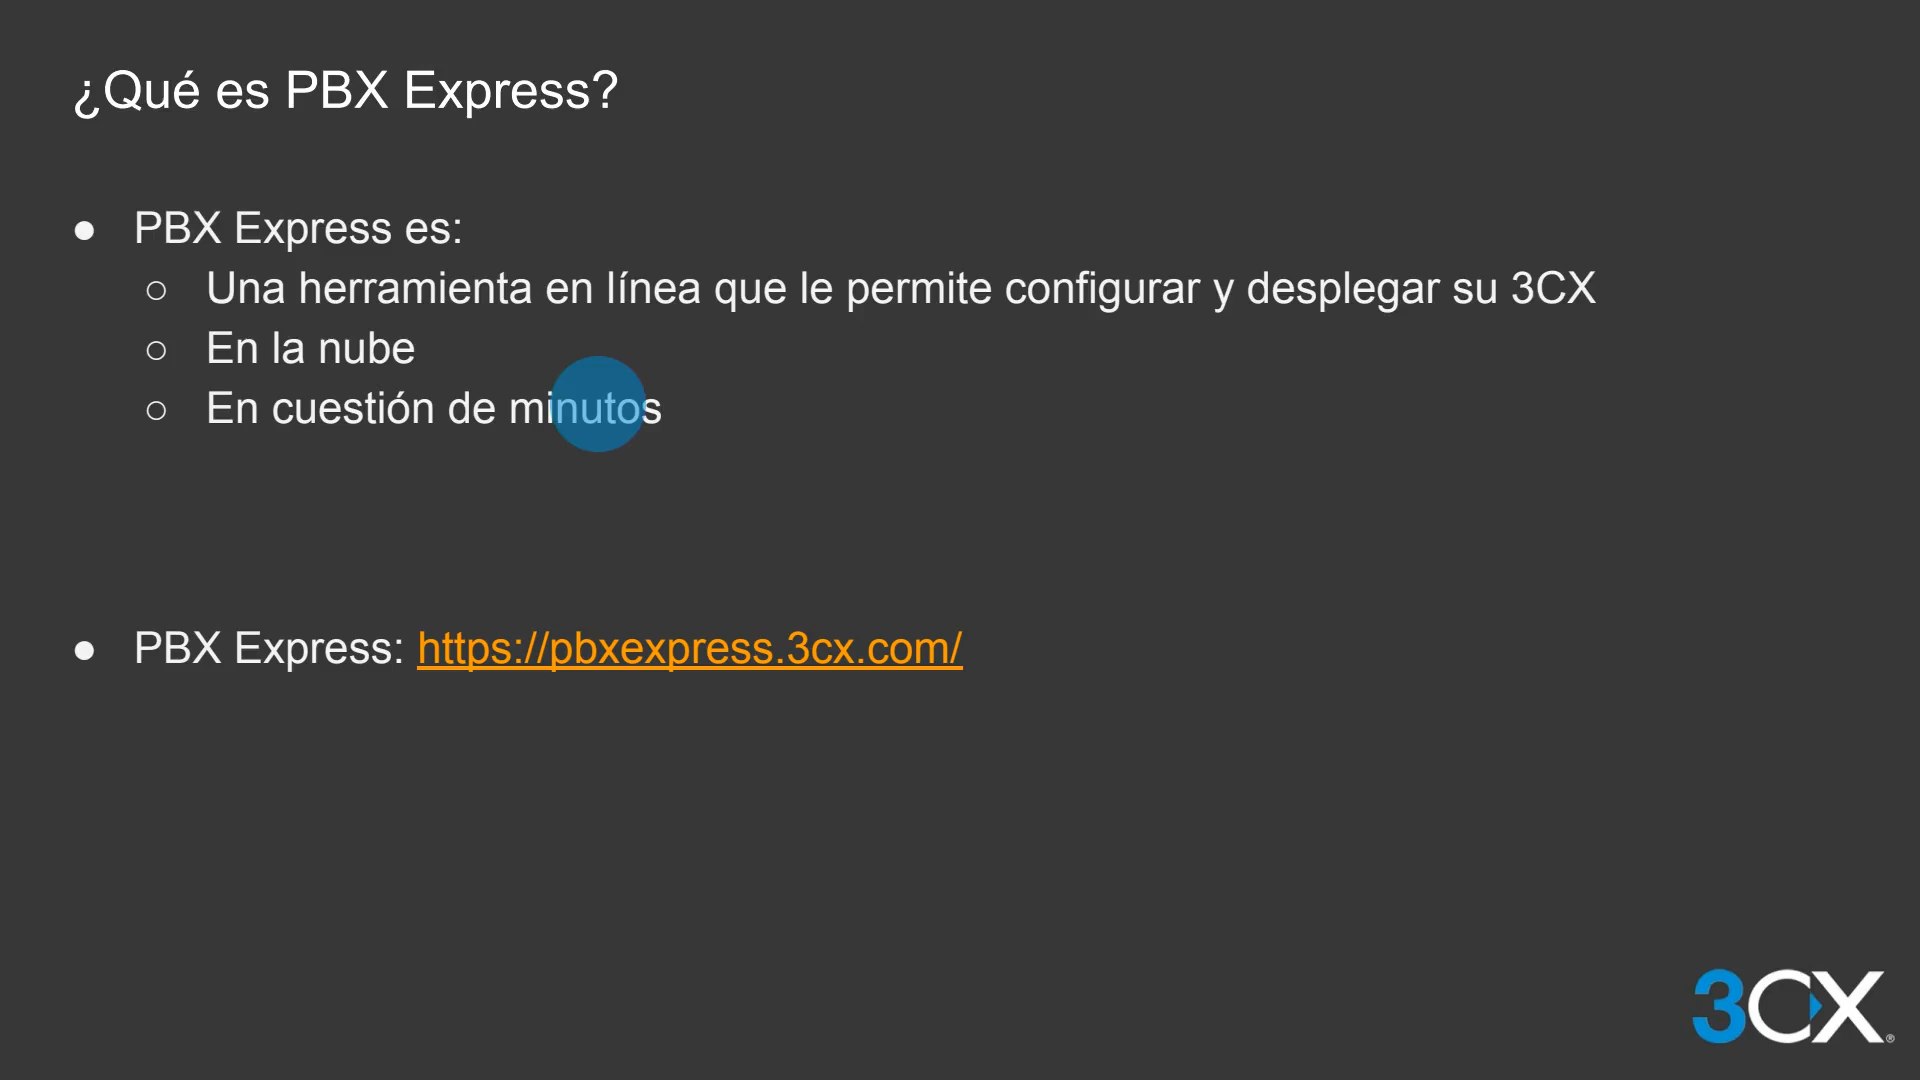 ¿Qué es PBX Express?
● PBX Express es:
○ Una herramienta en línea que le permite configurar y desplegar su 3CX
○ En la nube
○ En cuestión de minutos
● PBX Express: https://pbxexpress.3cx.com/
3CX®